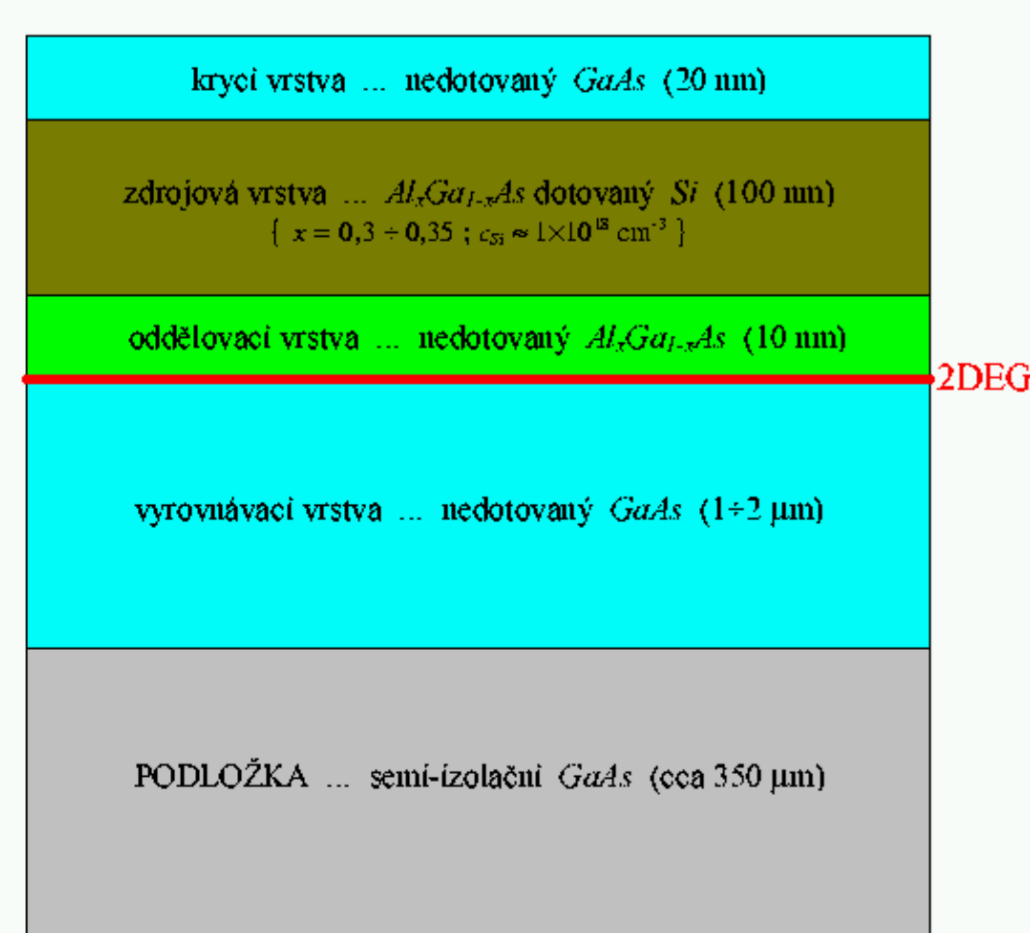 krycí vrstva ... nedotovaný GaAs (20 nm)
zdrojová vrstva ... AlxGa1-xAs dotovaný Si (100 nm)
{ x = 0,3 ÷ 0,35 ; cSi ≈ 1×10^18 cm^-3 }
oddělovací vrstva ... nedotovaný AlxGa1-xAs (10 nm)
2DEG
vyrovnávací vrstva ... nedotovaný GaAs (1÷2 μm)
PODLOŽKA ... semi-izolační GaAs (cca 350 μm)